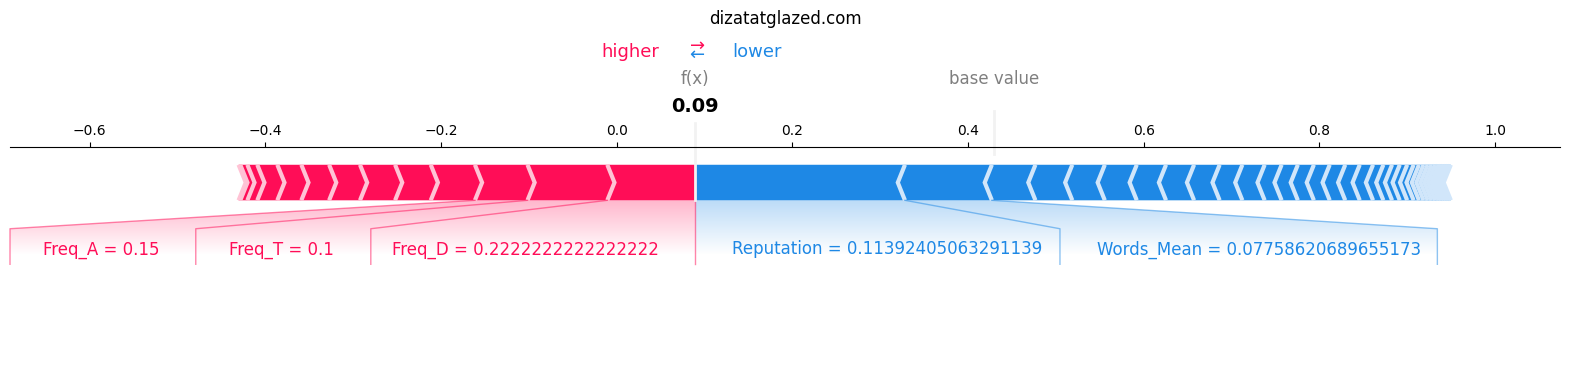 dizatatglazed.com
higher ⇄ lower
f(x) base value
0.09
−0.6 −0.4 −0.2 0.0 0.2 0.4 0.6 0.8 1.0
Freq_A = 0.15 Freq_T = 0.1 Freq_D = 0.2222222222222222 Reputation = 0.11392405063291139 Words_Mean = 0.07758620689655173